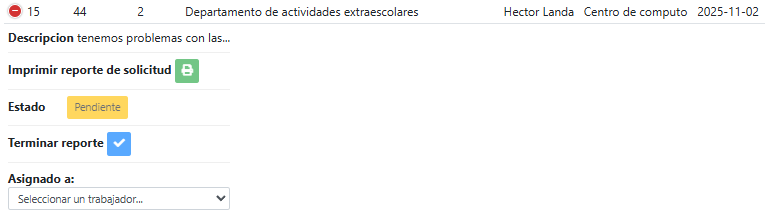 15 44 2 Departamento de actividades extraescolares Hector Landa Centro de computo 2025-11-02
Descripcion tenemos problemas con las...
Imprimir reporte de solicitud
Estado Pendiente
Terminar reporte
Asignado a:
Seleccionar un trabajador...